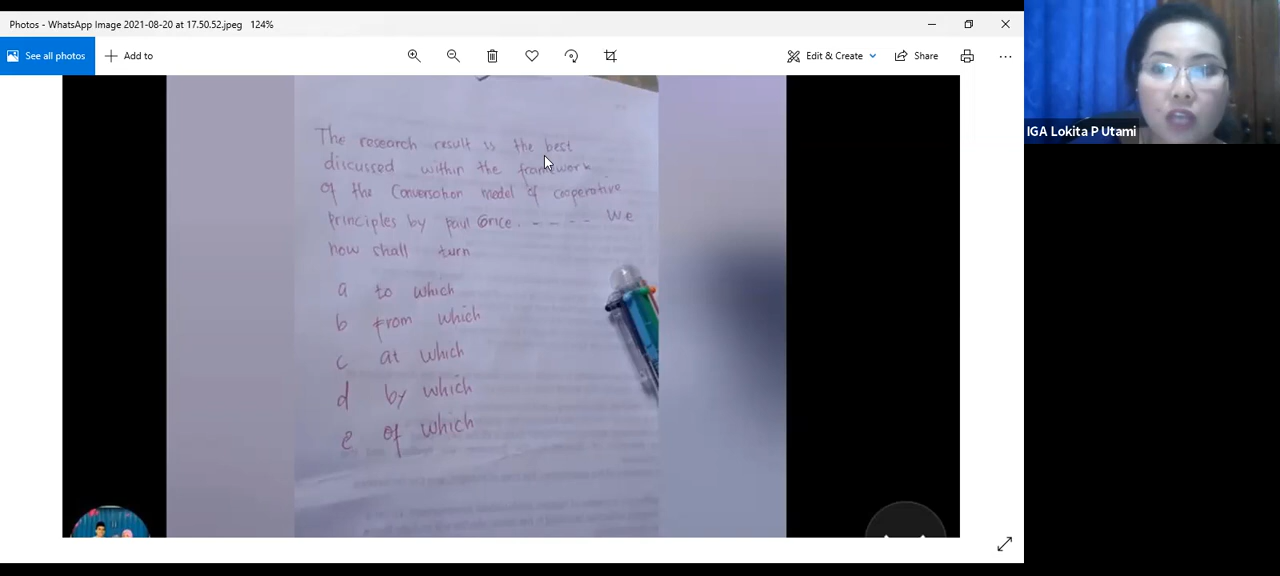 Photos - WhatsApp Image 2021-08-20 at 17.50.52.jpeg 124%
See all photos
Add to
Edit & Create
Share
IGA Lokita P Utami
The research result is the best
discussed within the framework
of the Conversation model of cooperative
principles by paul Grice. - - - - We
now shall turn
a to which
b from which
c at which
d by which
e of which